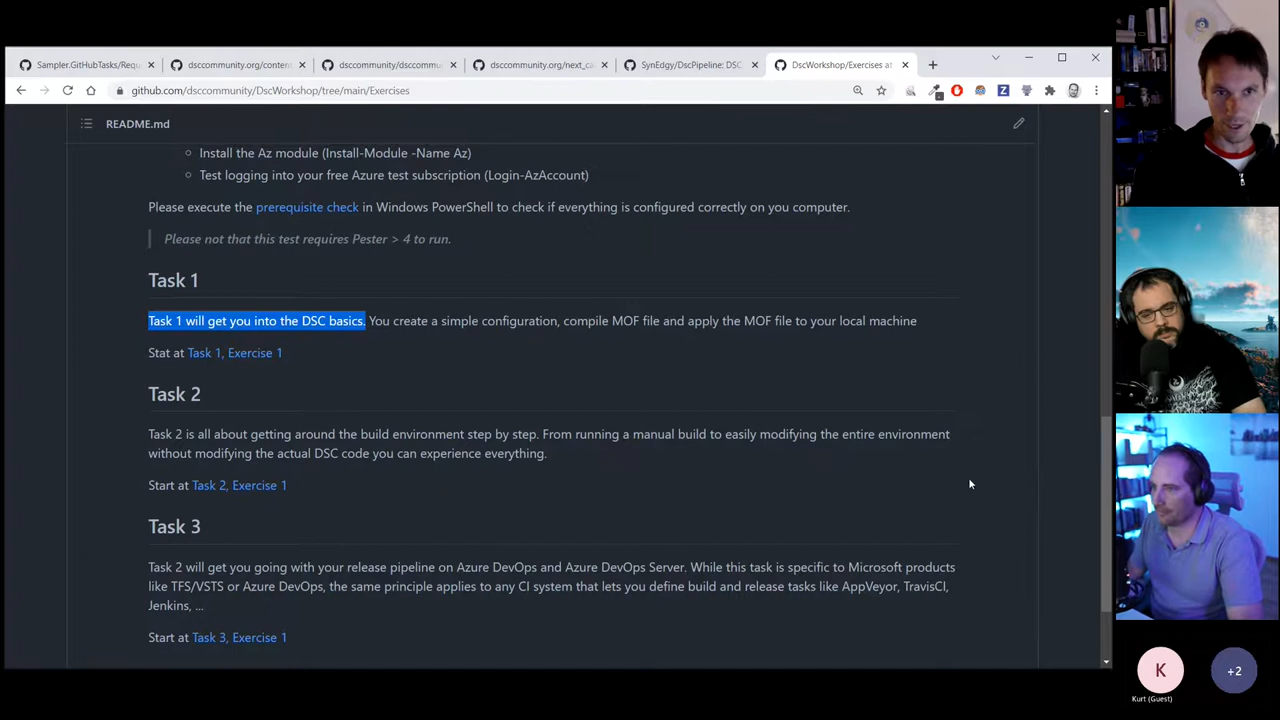 Sampler.GitHubTasks/Requ
dsccommunity.org/content
dsccommunity/dsccommu
dsccommunity.org/next_ca
SynEdgy/DscPipeline: DSC
DscWorkshop/Exercises at
github.com/dsccommunity/DscWorkshop/tree/main/Exercises
README.md
Install the Az module (Install-Module -Name Az)
Test logging into your free Azure test subscription (Login-AzAccount)
Please execute the prerequisite check in Windows PowerShell to check if everything is configured correctly on you computer.
Please not that this test requires Pester > 4 to run.
Task 1
Task 1 will get you into the DSC basics. You create a simple configuration, compile MOF file and apply the MOF file to your local machine
Stat at Task 1, Exercise 1
Task 2
Task 2 is all about getting around the build environment step by step. From running a manual build to easily modifying the entire environment
without modifying the actual DSC code you can experience everything.
Start at Task 2, Exercise 1
Task 3
Task 2 will get you going with your release pipeline on Azure DevOps and Azure DevOps Server. While this task is specific to Microsoft products
like TFS/VSTS or Azure DevOps, the same principle applies to any CI system that lets you define build and release tasks like AppVeyor, TravisCI,
Jenkins, ...
Start at Task 3, Exercise 1
K
+2
Kurt (Guest)